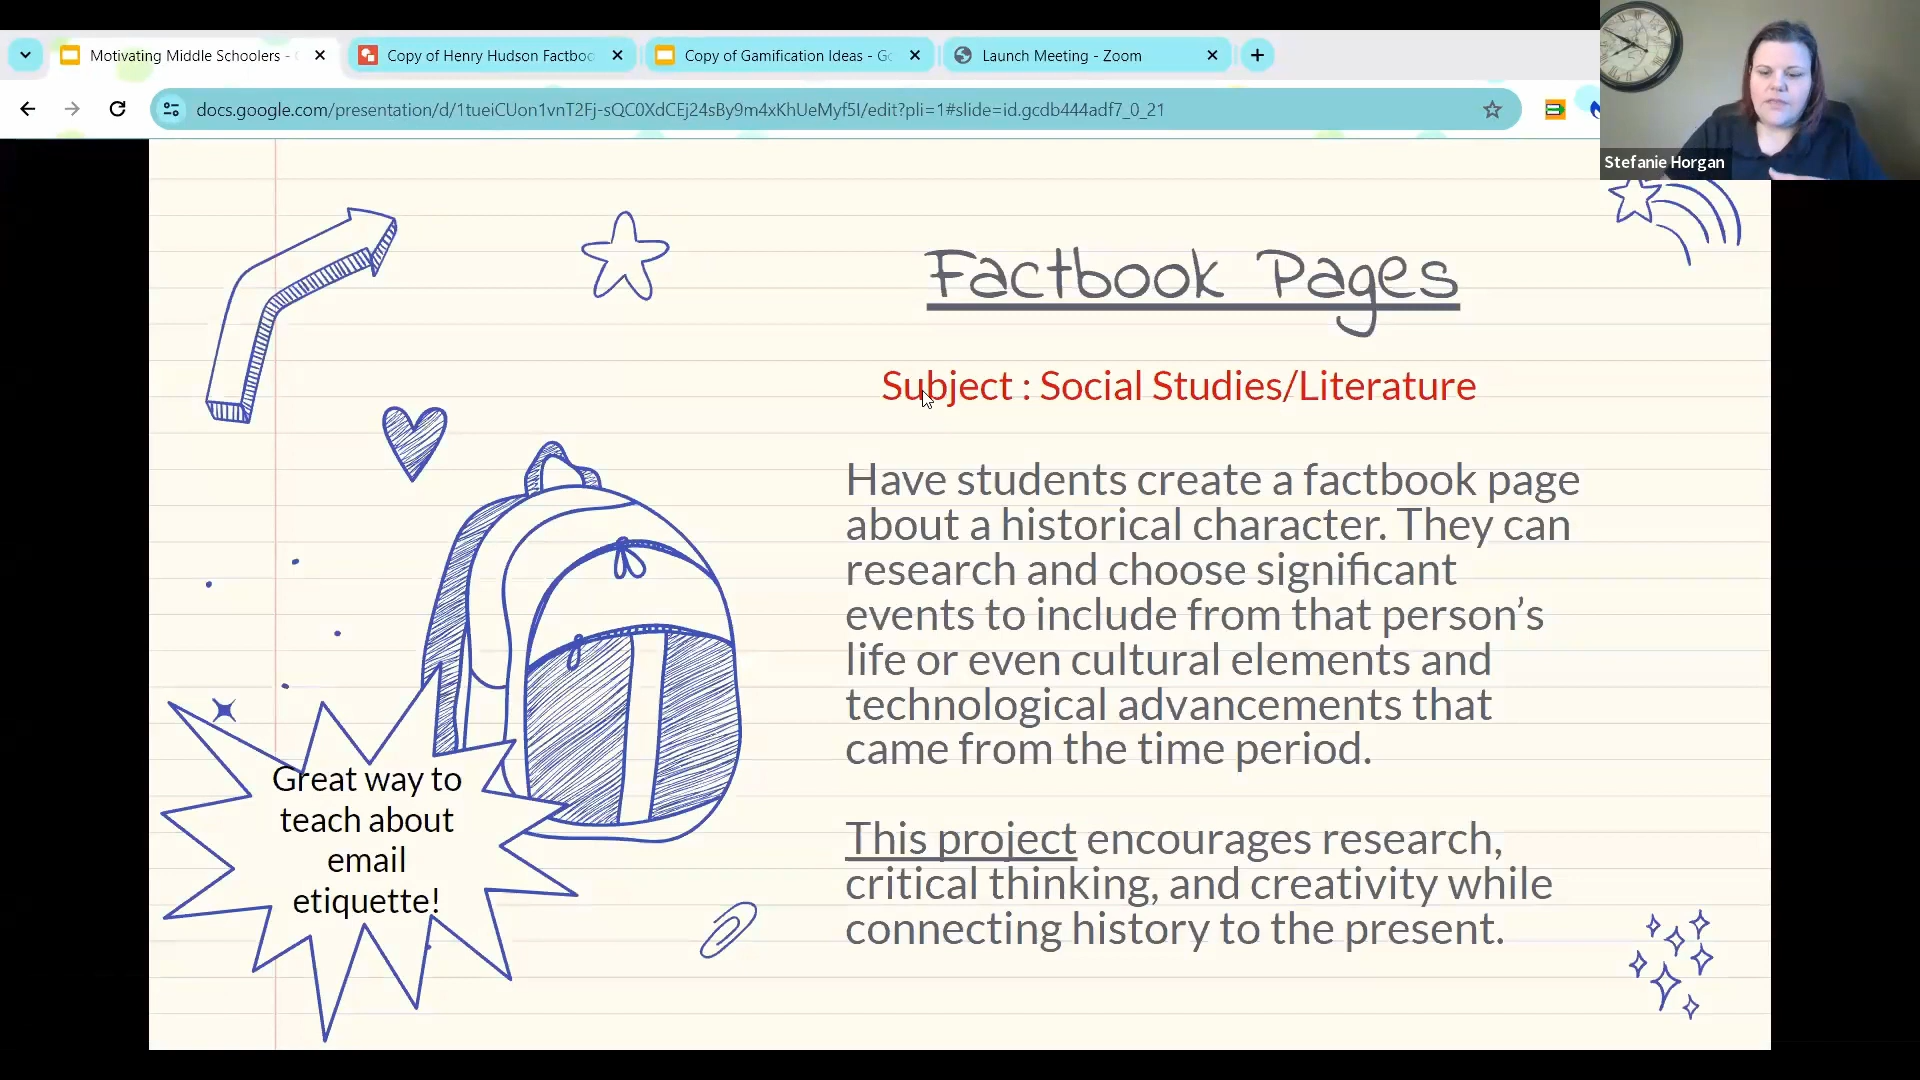 Motivating Middle Schoolers -
Copy of Henry Hudson Factboo
Copy of Gamification Ideas - Go
Launch Meeting - Zoom
docs.google.com/presentation/d/1tueiCUon1vnT2Fj-sQC0XdCEj24sBy9m4xKhUeMyf5I/edit?pli=1#slide=id.gcdb444adf7_0_21
Stefanie Horgan
Factbook Pages
Subject : Social Studies/Literature
Have students create a factbook page
about a historical character. They can
research and choose significant
events to include from that person’s
life or even cultural elements and
technological advancements that
came from the time period.
This project encourages research,
critical thinking, and creativity while
connecting history to the present.
Great way to
teach about
email
etiquette!